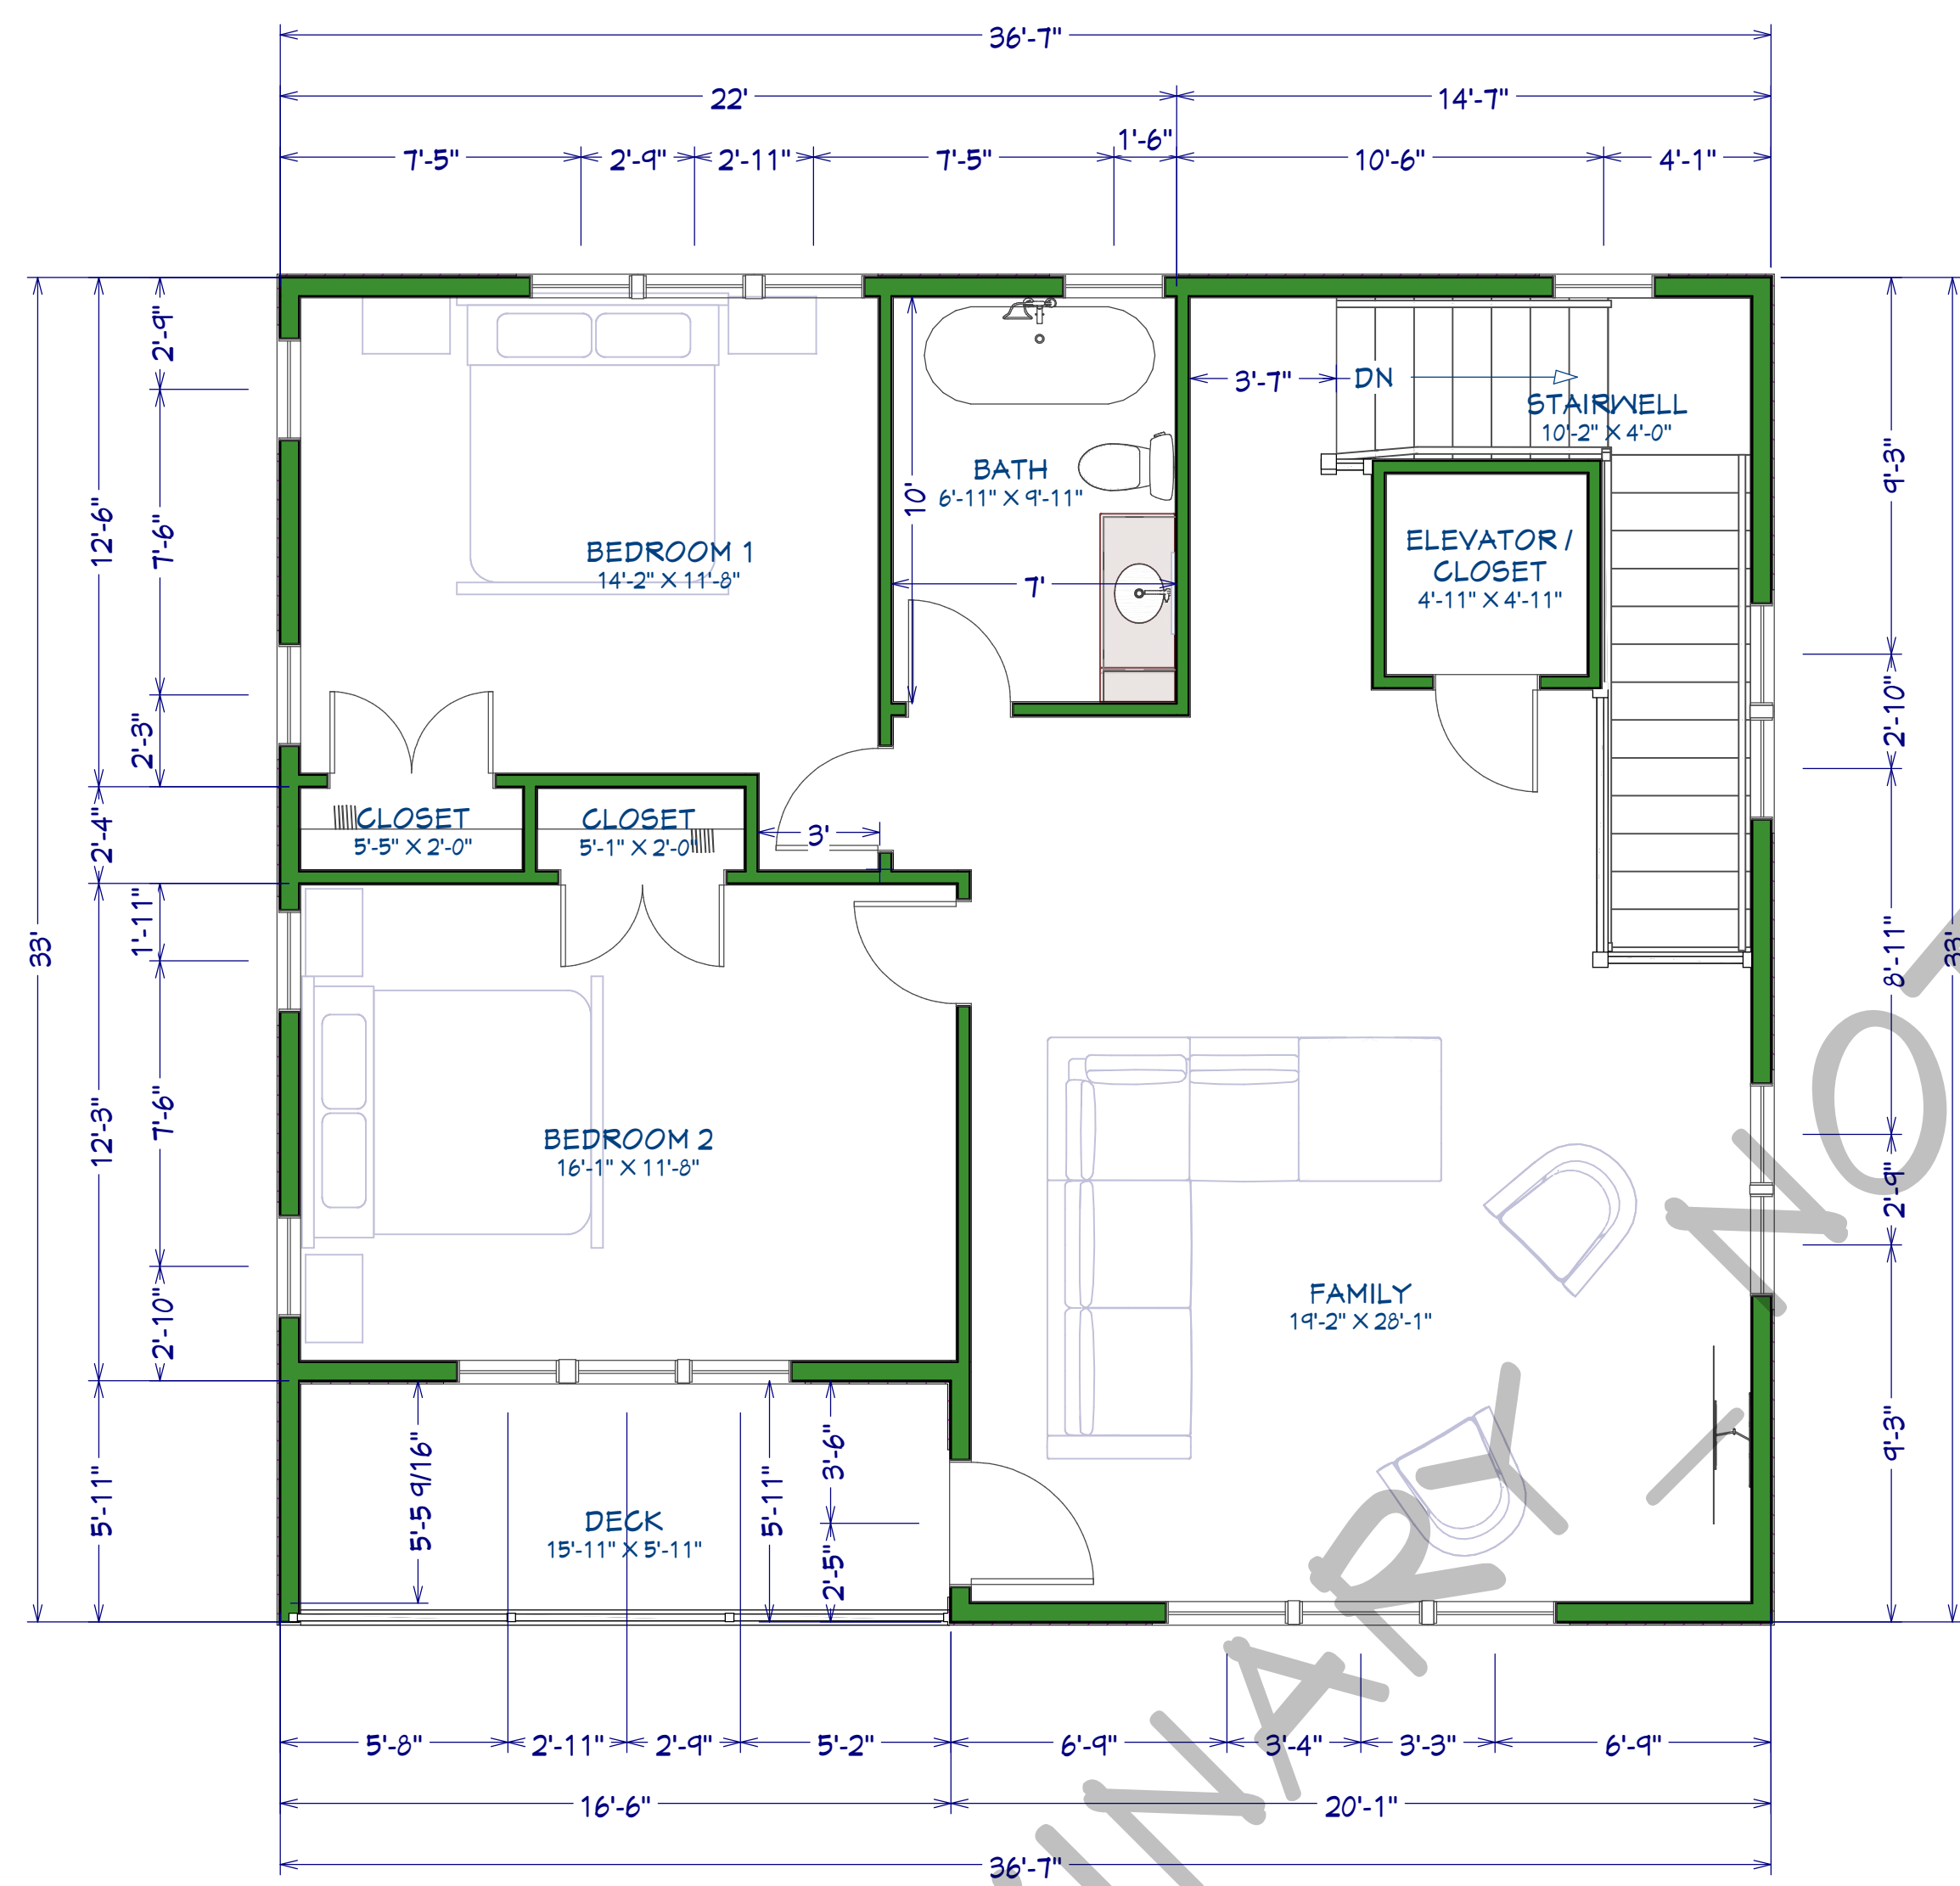 36'-7"
22'
14'-7"
7'-5"
2'-9"
2'-11"
7'-5"
1'-6"
10'-6"
4'-1"
33'
12'-6"
2'-4"
12'-3"
5'-11"
2'-9"
7'-6"
2'-3"
1'-11"
7'-6"
2'-10"
BEDROOM 1
14'-2" X 11'-8"
BATH
6'-11" X 9'-11"
10'
7'
3'-7"
DN
STAIRWELL
10'-2" X 4'-0"
ELEVATOR /
CLOSET
4'-11" X 4'-11"
CLOSET
5'-5" X 2'-0"
CLOSET
5'-1" X 2'-0"
3'
BEDROOM 2
16'-1" X 11'-8"
FAMILY
19'-2" X 28'-1"
DECK
15'-11" X 5'-11"
5'-5 9/16"
5'-11"
3'-6"
2'-5"
9'-3"
2'-10"
8'-11"
2'-9"
9'-3"
33'
5'-8"
2'-11"
2'-9"
5'-2"
6'-9"
3'-4"
3'-3"
6'-9"
16'-6"
20'-1"
36'-7"
INARY - NOT